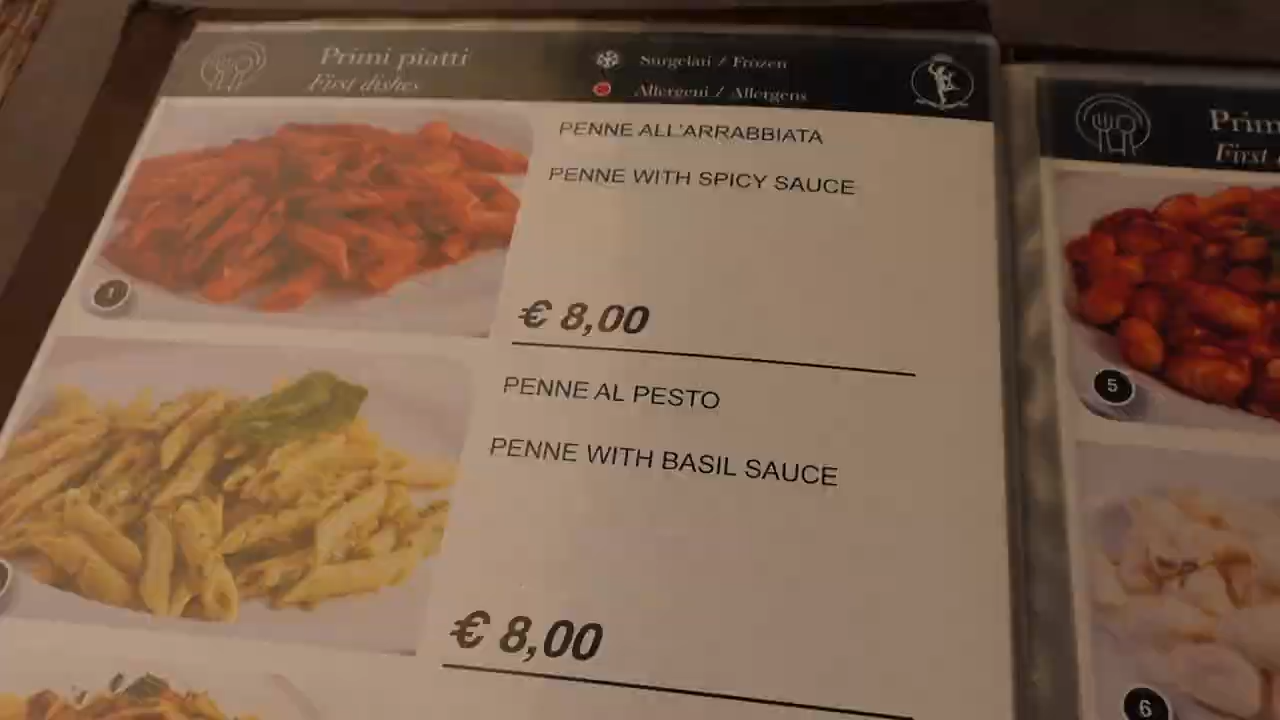 Primi piatti
First dishes
Surgelati / Frozen
Allergeni / Allergens
PENNE ALL'ARRABBIATA
PENNE WITH SPICY SAUCE
1
€ 8,00
PENNE AL PESTO
PENNE WITH BASIL SAUCE
€ 8,00
First
5
6